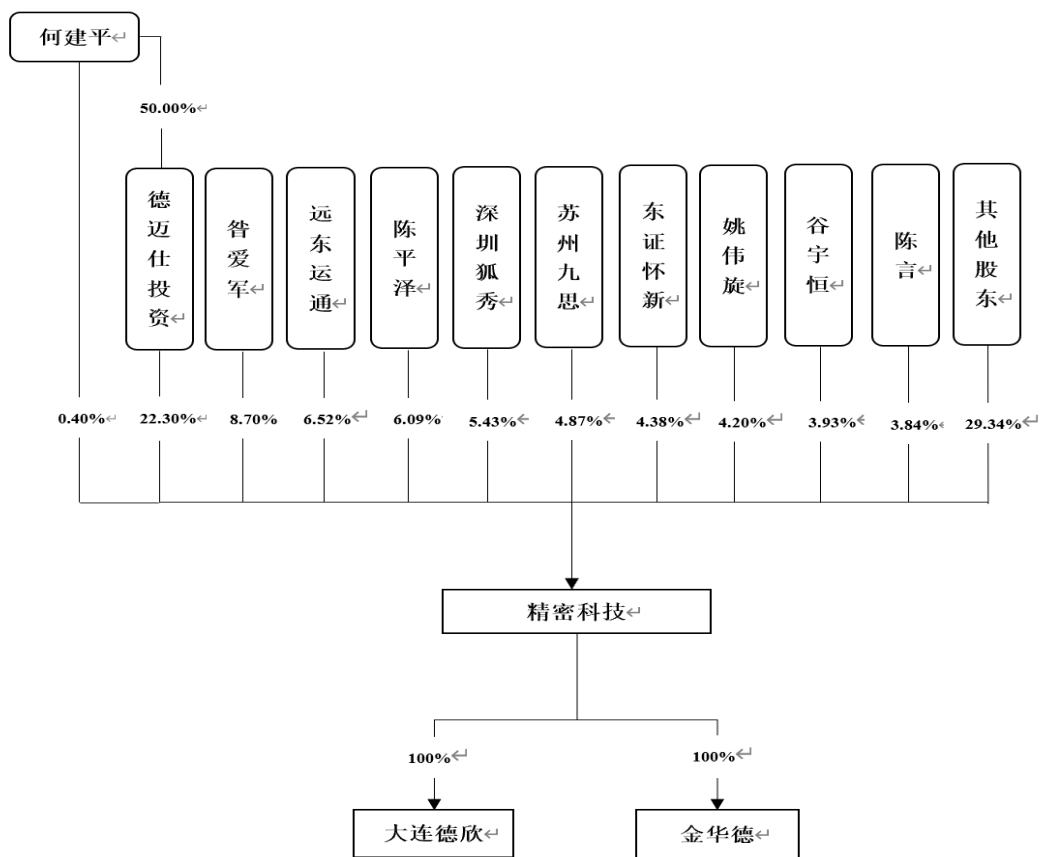 何建平
50.00%
德迈仕投资
昝爱军
远东运通
陈平泽
深圳狐秀
苏州九思
东证怀新
姚伟旋
谷宇恒
陈言
其他股东
0.40%
22.30%
8.70%
6.52%
6.09%
5.43%
4.87%
4.38%
4.20%
3.93%
3.84%
29.34%
精密科技
100%
100%
大连德欣
金华德